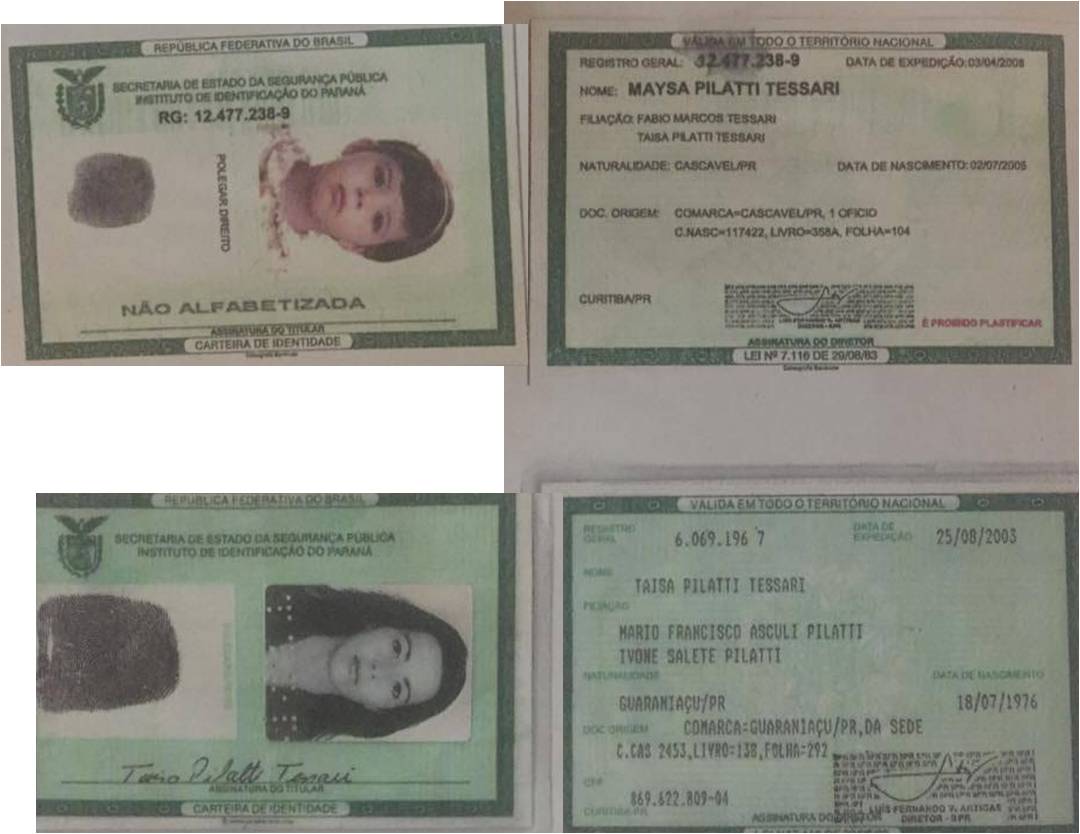 REPÚBLICA FEDERATIVA DO BRASIL
SECRETARIA DE ESTADO DA SEGURANÇA PÚBLICA
INSTITUTO DE IDENTIFICAÇÃO DO PARANÁ
RG: 12.477.238-9
POLEGAR DIREITO
NÃO ALFABETIZADA
ASSINATURA DO TITULAR
CARTEIRA DE IDENTIDADE
VÁLIDA EM TODO O TERRITÓRIO NACIONAL
REGISTRO GERAL: 12.477.238-9 DATA DE EXPEDIÇÃO: 03/04/2008
NOME: MAYSA PILATTI TESSARI
FILIAÇÃO: FABIO MARCOS TESSARI
TAISA PILATTI TESSARI
NATURALIDADE: CASCAVEL/PR DATA DE NASCIMENTO: 02/07/2005
DOC. ORIGEM: COMARCA=CASCAVEL/PR, 1 OFICIO
C.NASC=117422, LIVRO=358A, FOLHA=104
CURITIBA/PR
É PROIBIDO PLASTIFICAR
ASSINATURA DO DIRETOR
LEI Nº 7.116 DE 29/08/83
REPÚBLICA FEDERATIVA DO BRASIL
SECRETARIA DE ESTADO DA SEGURANÇA PÚBLICA
INSTITUTO DE IDENTIFICAÇÃO DO PARANÁ
Taisa Pilatti Tessari
ASSINATURA DO TITULAR
CARTEIRA DE IDENTIDADE
VÁLIDA EM TODO O TERRITÓRIO NACIONAL
REGISTRO GERAL 6.069.196 7 DATA DE EXPEDIÇÃO 25/08/2003
NOME
TAISA PILATTI TESSARI
FILIAÇÃO
MARIO FRANCISCO ASCULI PILATTI
IVONE SALETE PILATTI
NATURALIDADE DATA DE NASCIMENTO
GUARANIAÇU/PR 18/07/1976
DOC ORIGEM COMARCA=GUARANIAÇU/PR,DA SEDE
C.CAS 2453,LIVRO=13B,FOLHA=292
CPF 869.622.809-04
CURITIBA-PR
LUIS FERNANDO V. ARTIGAS
ASSINATURA DO DIRETOR DIRETOR - IIPR